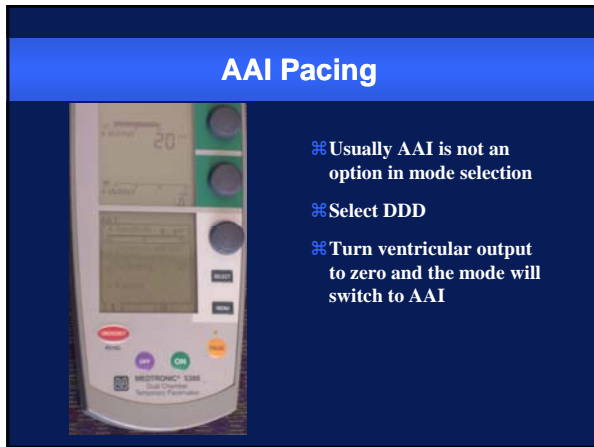 AAI Pacing
Usually AAI is not an
option in mode selection
Select DDD
Turn ventricular output
to zero and the mode will
switch to AAI
20
SELECT
MENU
EMERGENCY
PAUSE
OFF
ON
MEDTRONIC® 5388
Dual Chamber
Temporary Pacemaker